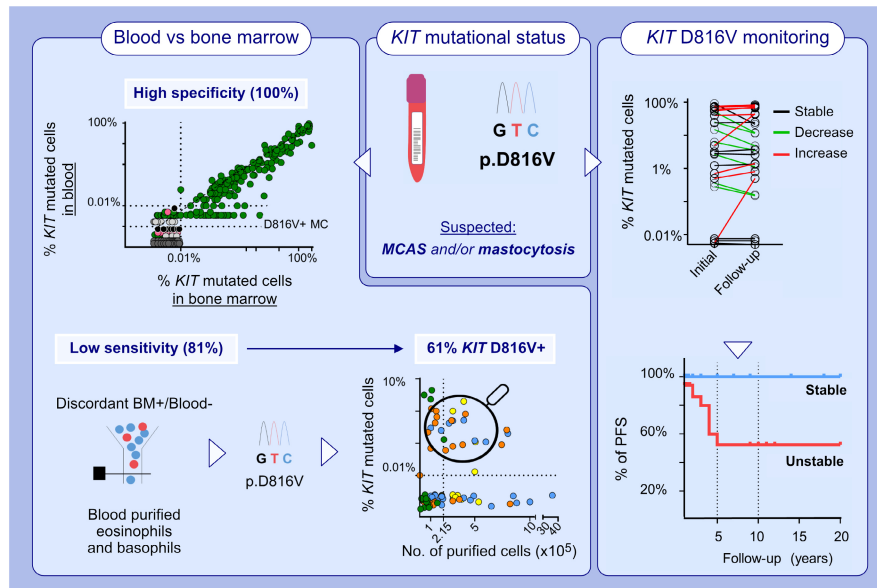 Blood vs bone marrow
KIT mutational status
KIT D816V monitoring
High specificity (100%)
100%
0.01%
D816V+ MC
0.01%
100%
% KIT mutated cells
in blood
% KIT mutated cells
in bone marrow
G T C
p.D816V
Suspected:
MCAS and/or mastocytosis
100%
1%
0.01%
% KIT mutated cells
Initial
Follow-up
Stable
Decrease
Increase
Low sensitivity (81%)
61% KIT D816V+
Discordant BM+/Blood-
G T C
p.D816V
Blood purified
eosinophils
and basophils
10%
0.01%
% KIT mutated cells
1
2.15
5
10
30
40
No. of purified cells (x10⁵)
100%
60%
20%
% of PFS
Stable
Unstable
5
10
20
Follow-up (years)